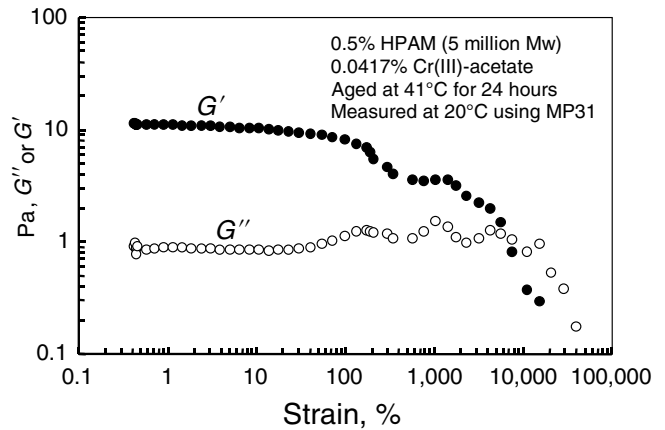 100
0.5% HPAM (5 million Mw)
0.0417% Cr(III)-acetate
Aged at 41°C for 24 hours
Measured at 20°C using MP31
G′
10
Pa, G″ or G′
G″
1
0.1
0.1 1 10 100 1,000 10,000 100,000
Strain, %